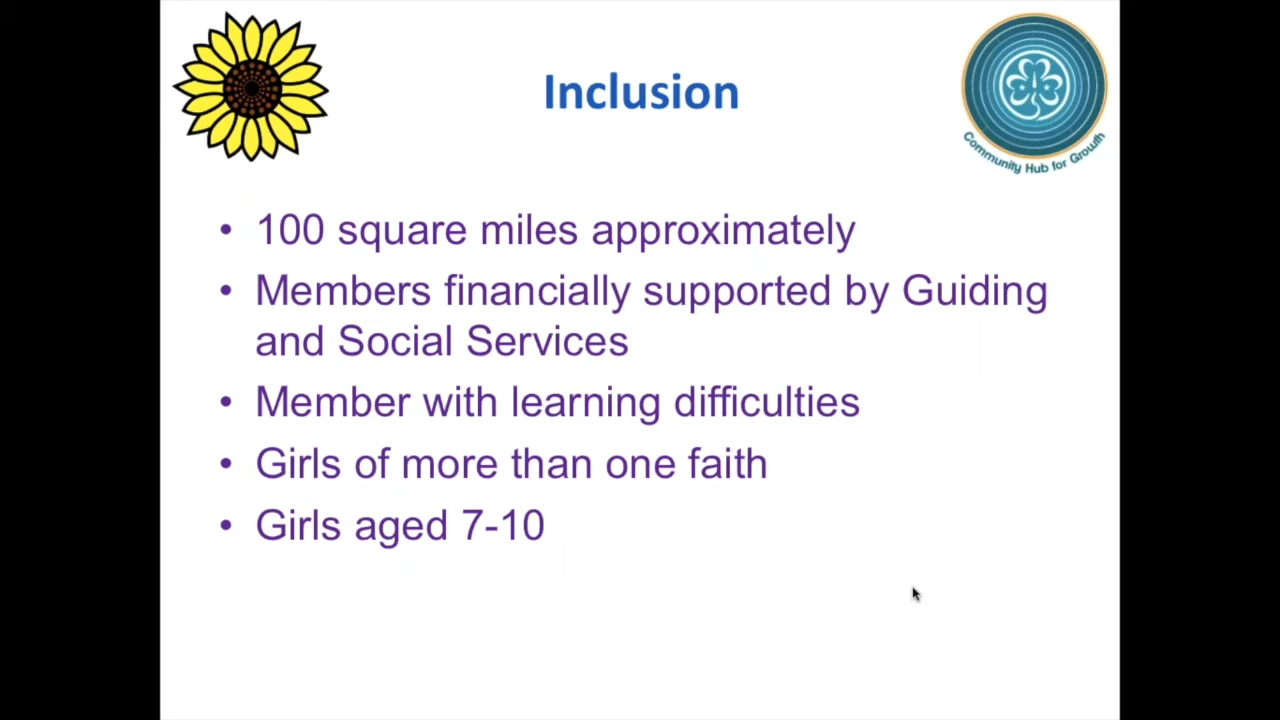 Inclusion
Community Hub for Growth
• 100 square miles approximately
• Members financially supported by Guiding
and Social Services
• Member with learning difficulties
• Girls of more than one faith
• Girls aged 7-10